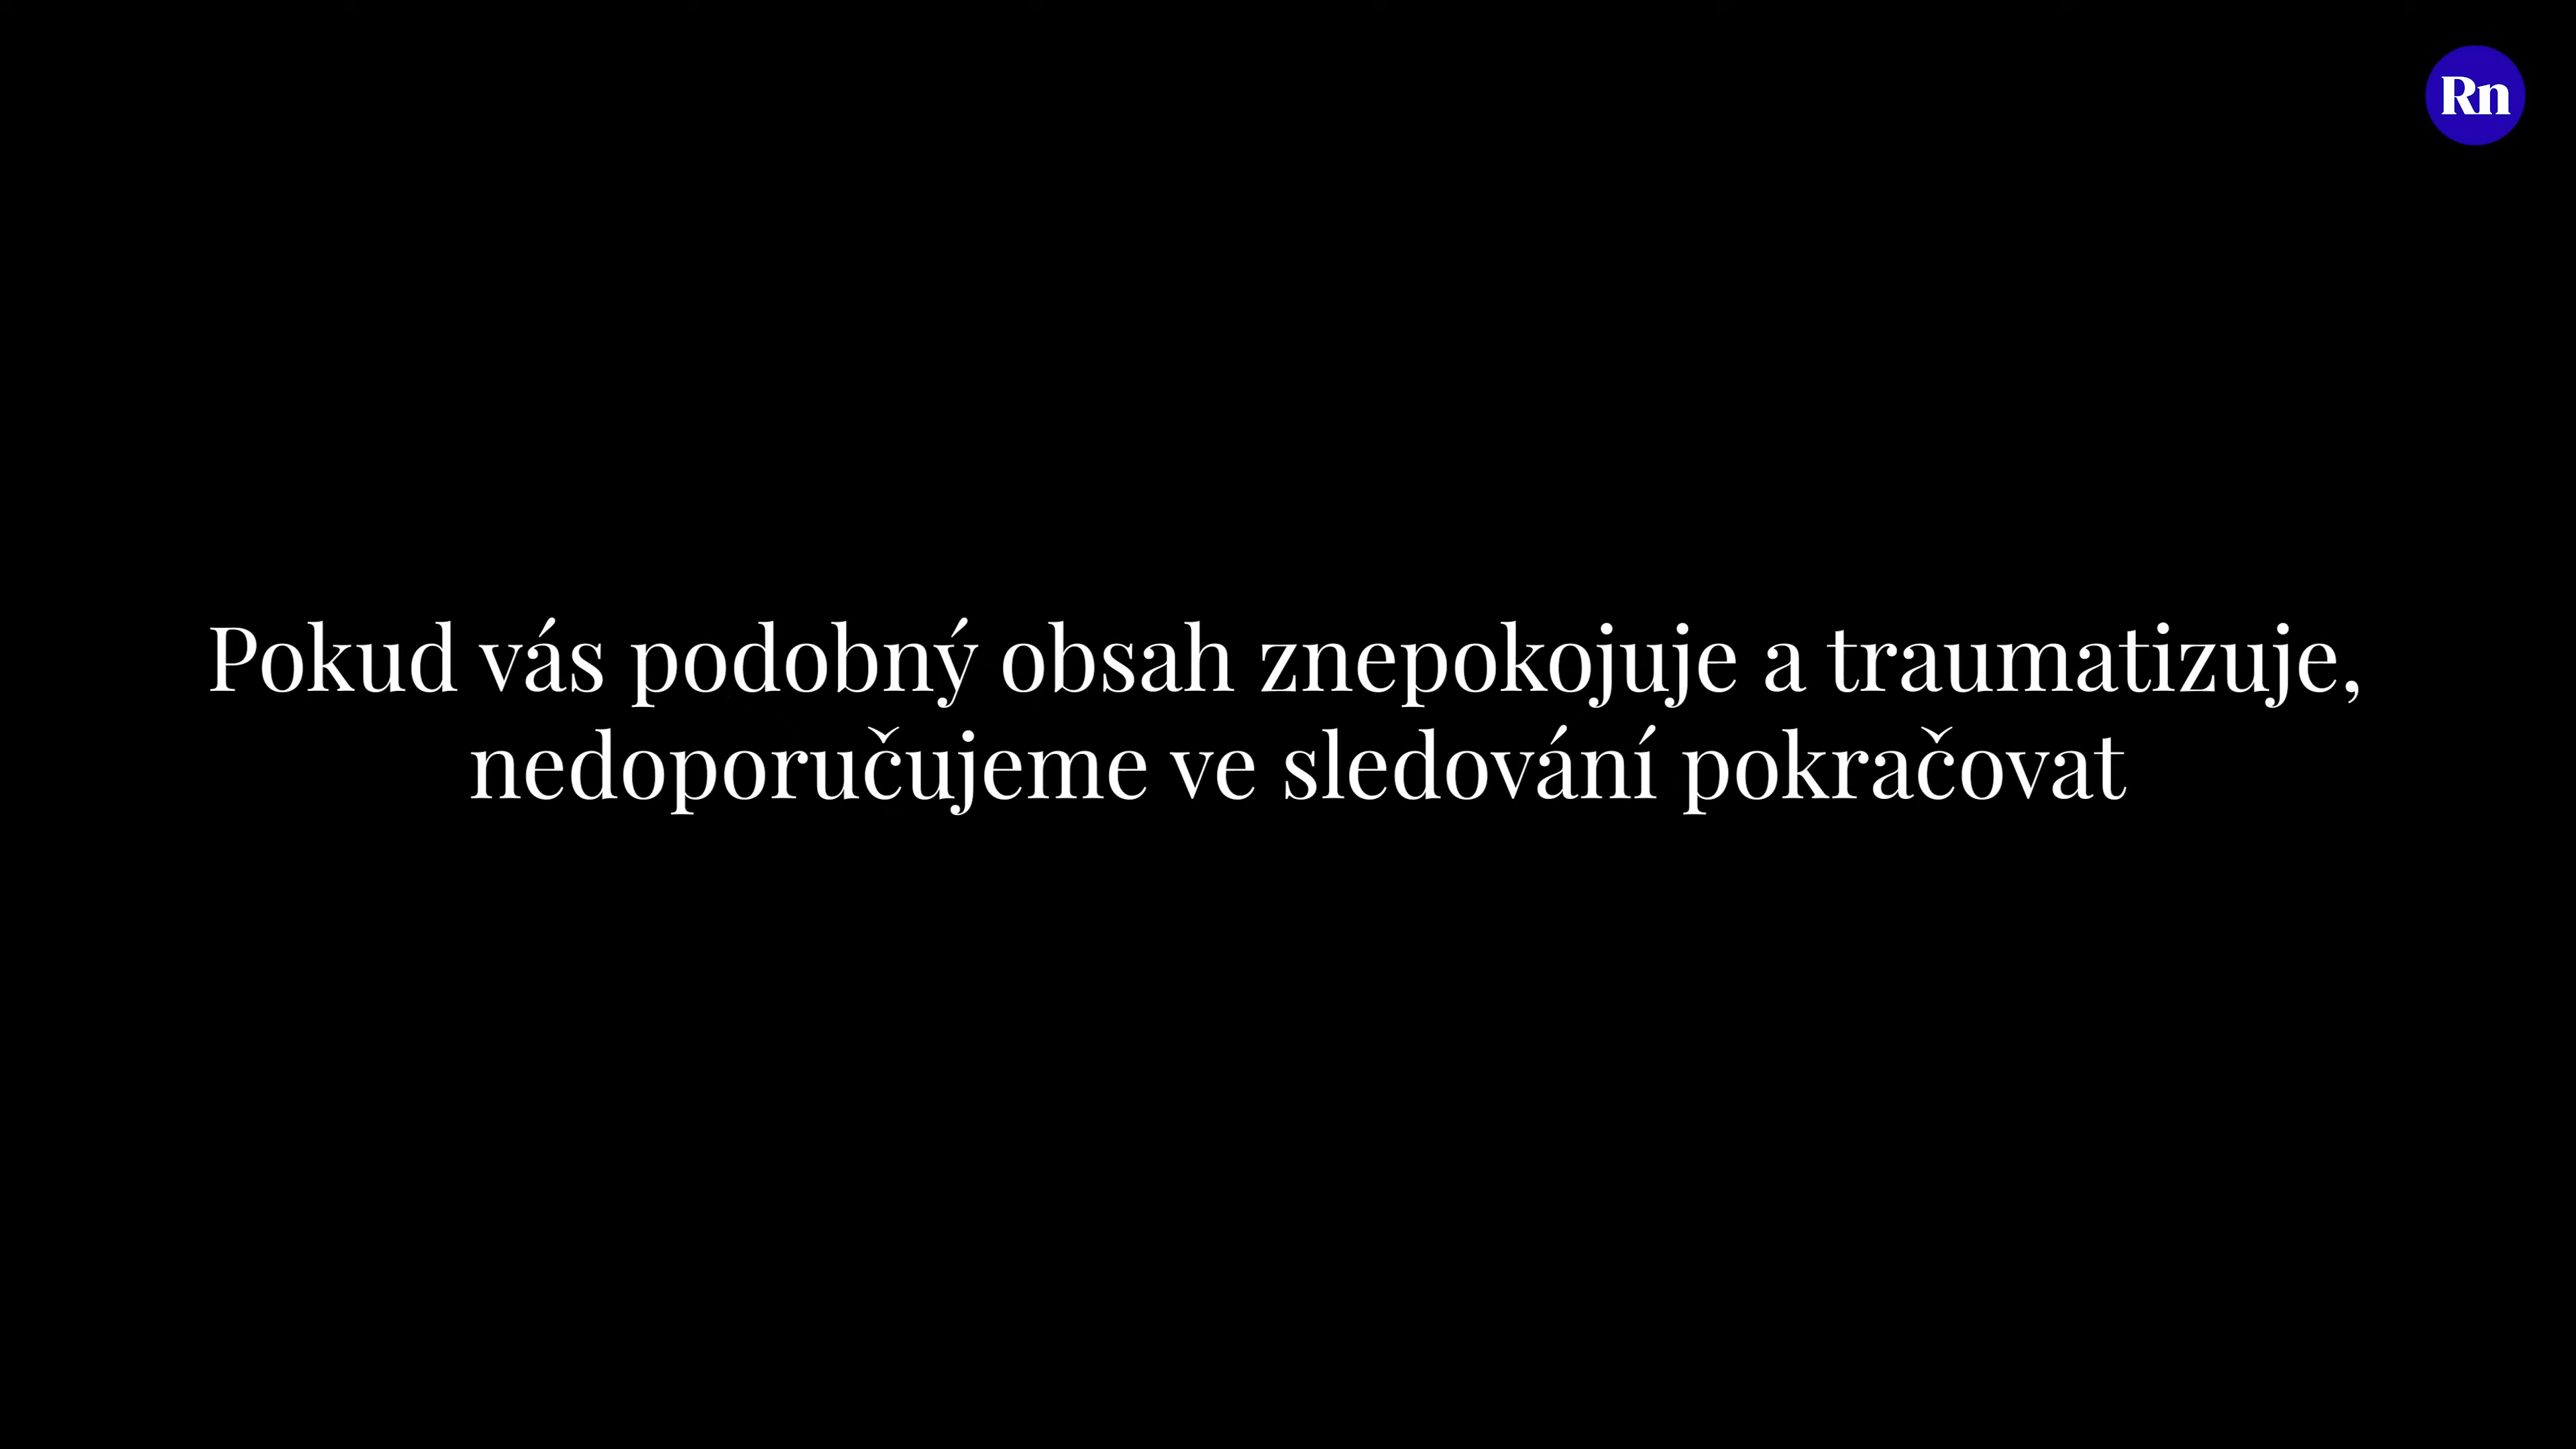 Rn
Pokud vás podobný obsah znepokojuje a traumatizuje,
nedoporučujeme ve sledování pokračovat